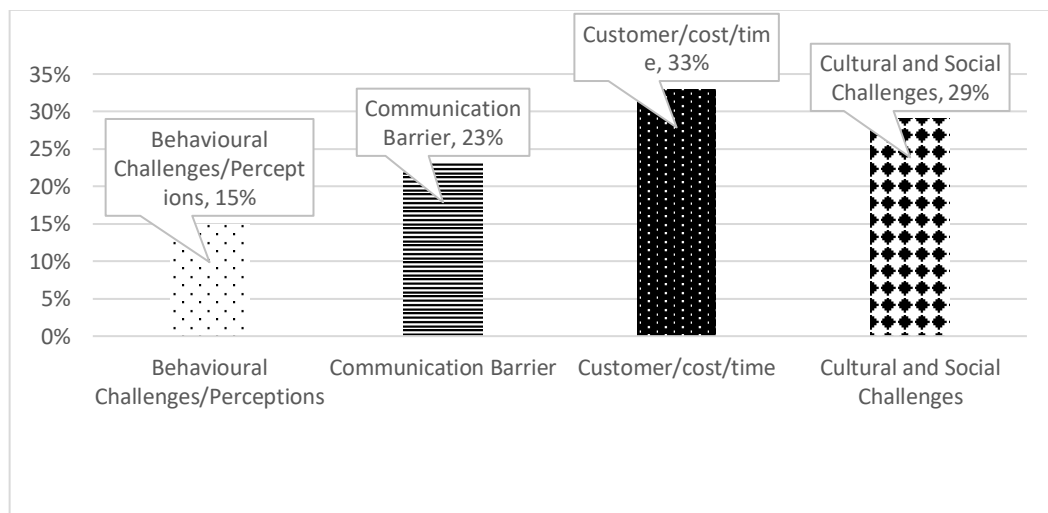 Customer/cost/tim
e, 33%
Cultural and Social
Challenges, 29%
Communication
Barrier, 23%
Behavioural
Challenges/Percept
ions, 15%
35%
30%
25%
20%
15%
10%
5%
0%
Behavioural
Challenges/Perceptions
Communication Barrier
Customer/cost/time
Cultural and Social
Challenges